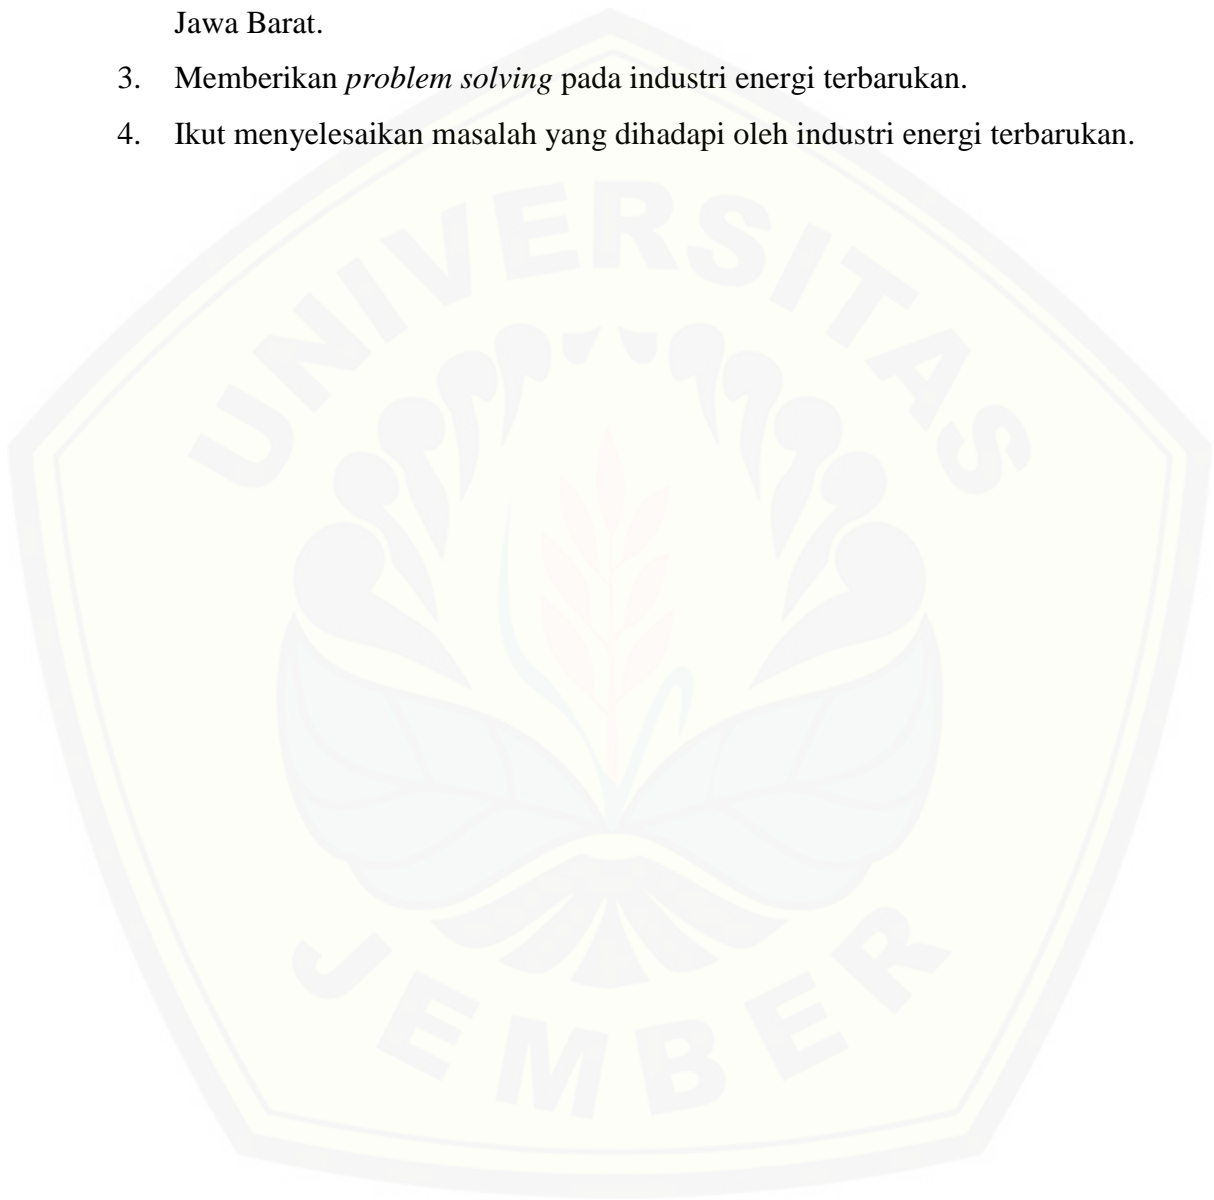 Jawa Barat.
3. Memberikan problem solving pada industri energi terbarukan.
4. Ikut menyelesaikan masalah yang dihadapi oleh industri energi terbarukan.
UNIVERSITAS
JEMBER